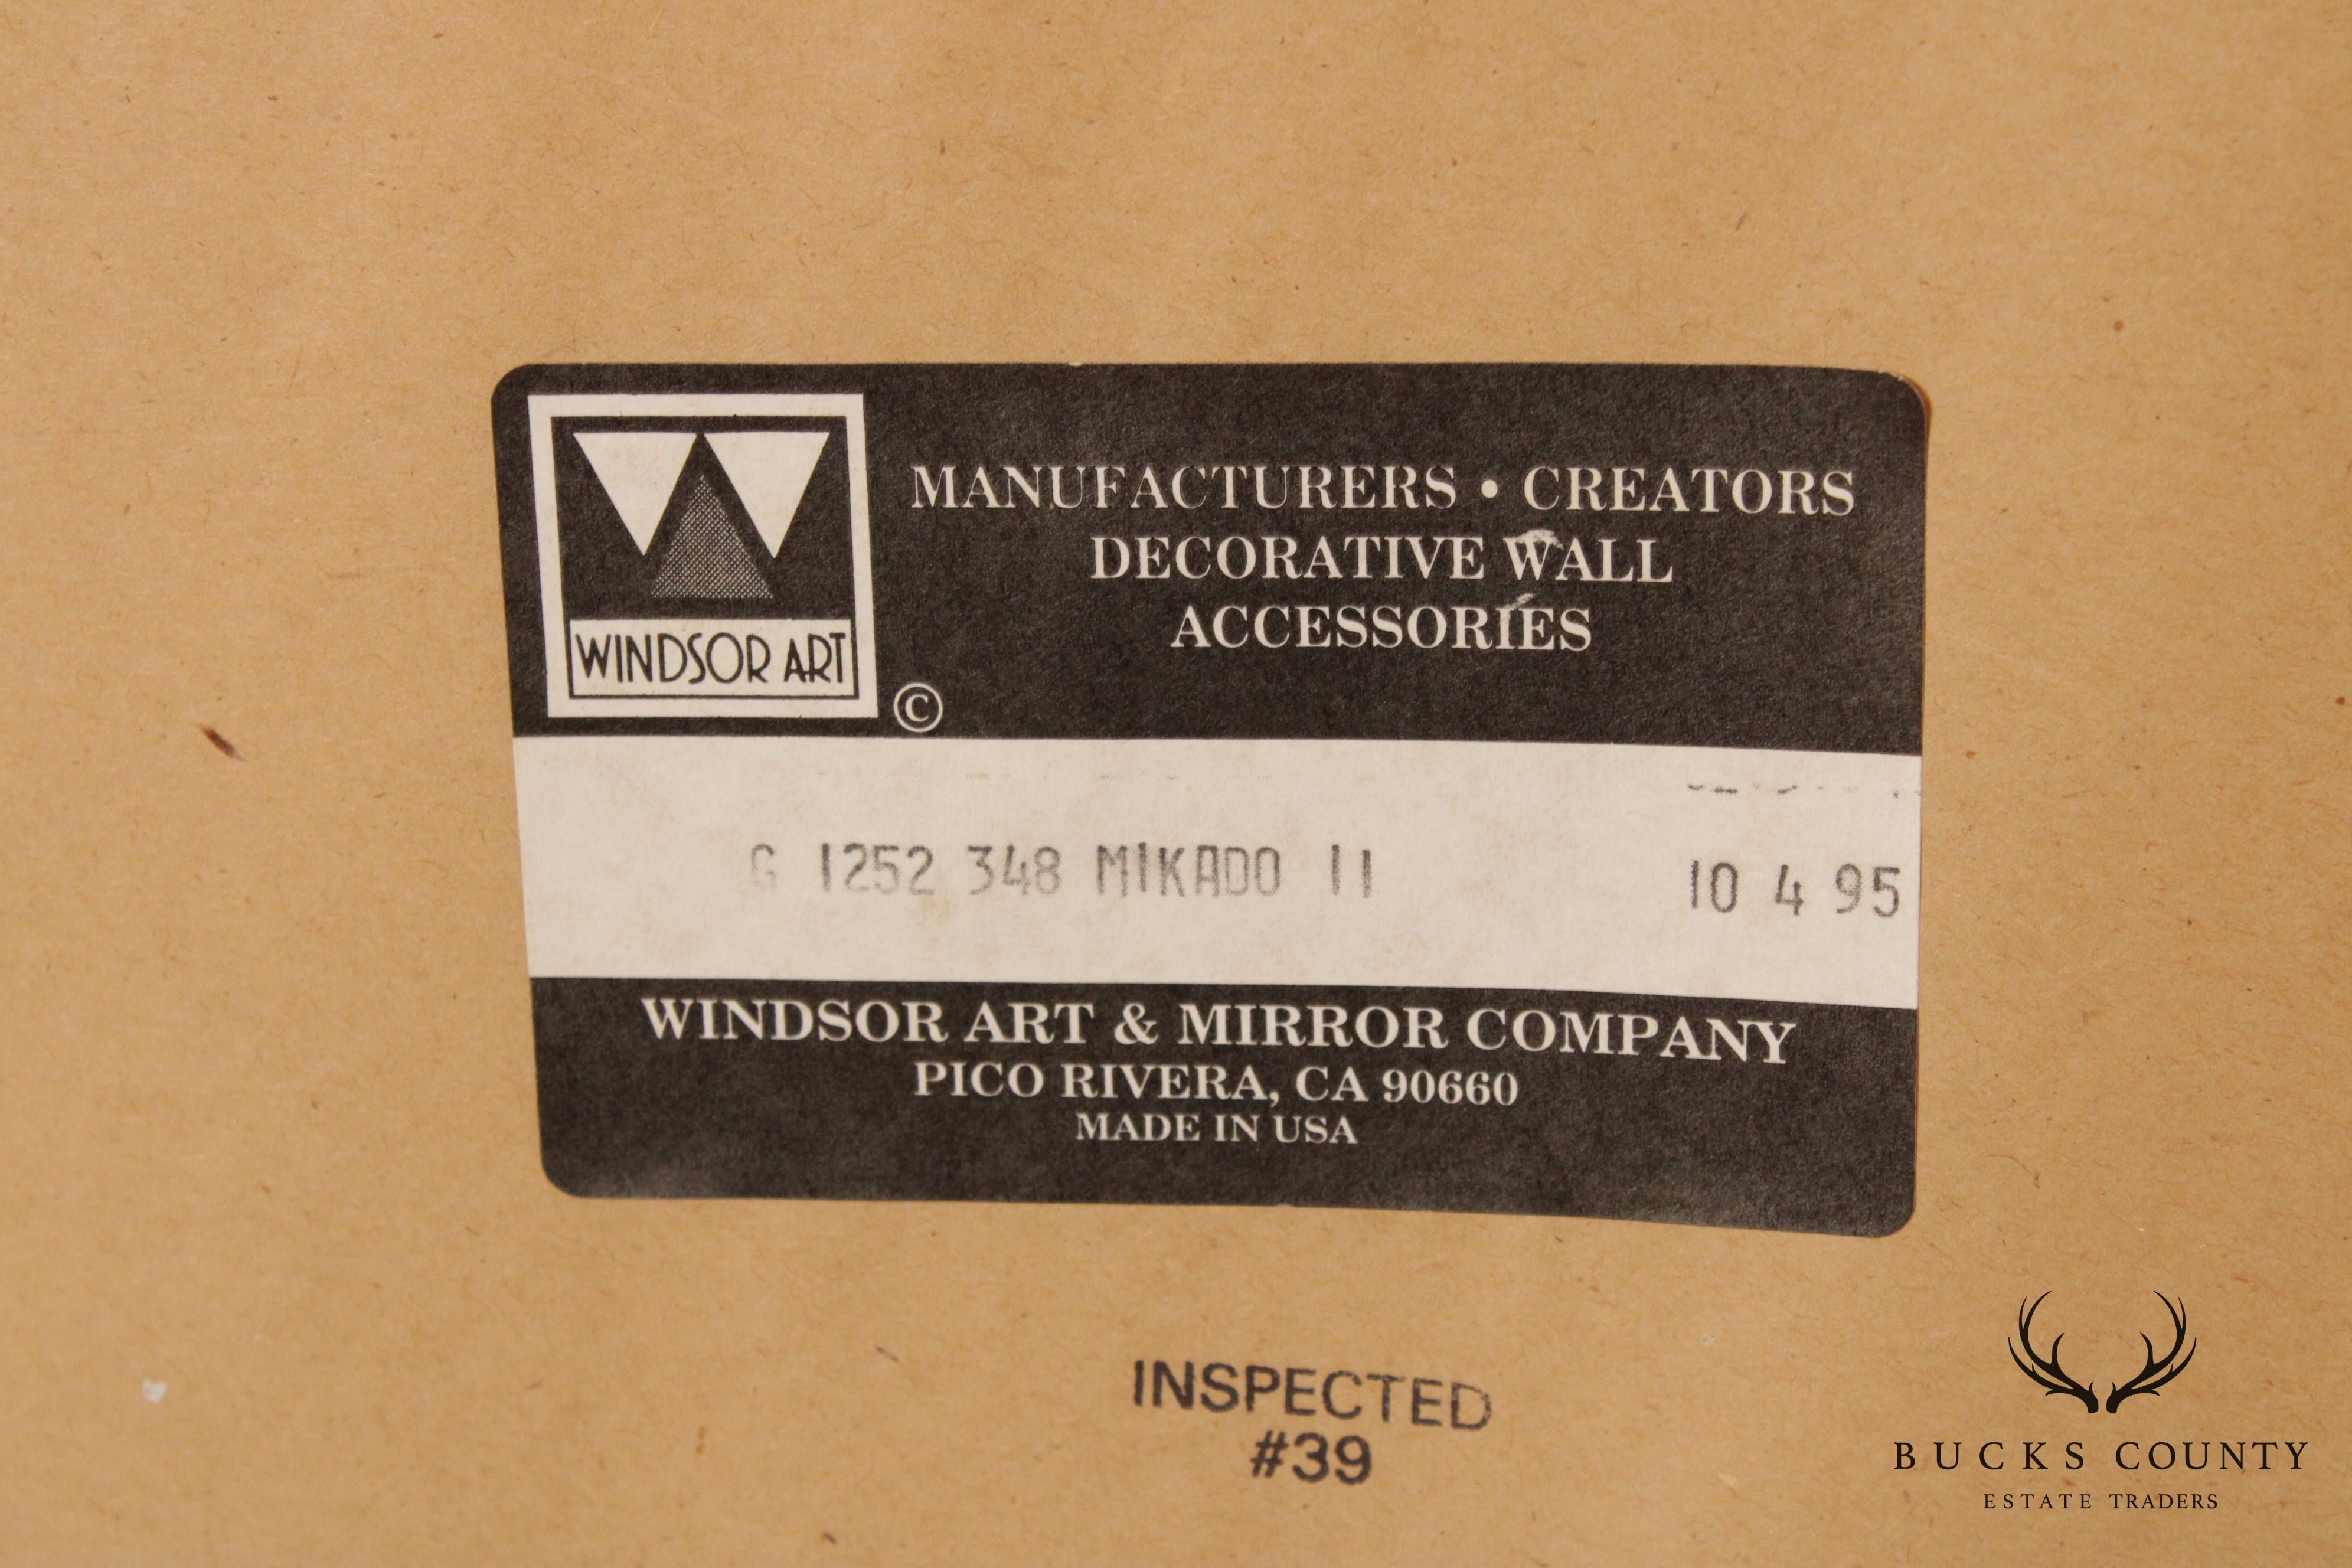 WINDSOR ART
©
MANUFACTURERS • CREATORS
DECORATIVE WALL
ACCESSORIES
G 1252 348 MIKADO II 10 4 95
WINDSOR ART & MIRROR COMPANY
PICO RIVERA, CA 90660
MADE IN USA
INSPECTED
#39
BUCKS COUNTY
ESTATE TRADERS